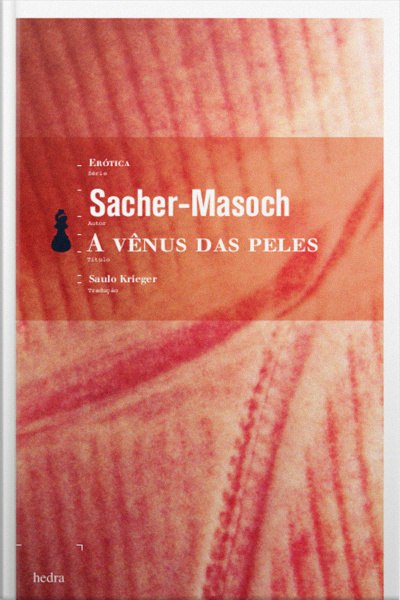 Erótica
Série
Sacher-Masoch
Autor
A vênus das peles
Título
Saulo Krieger
Tradução
hedra